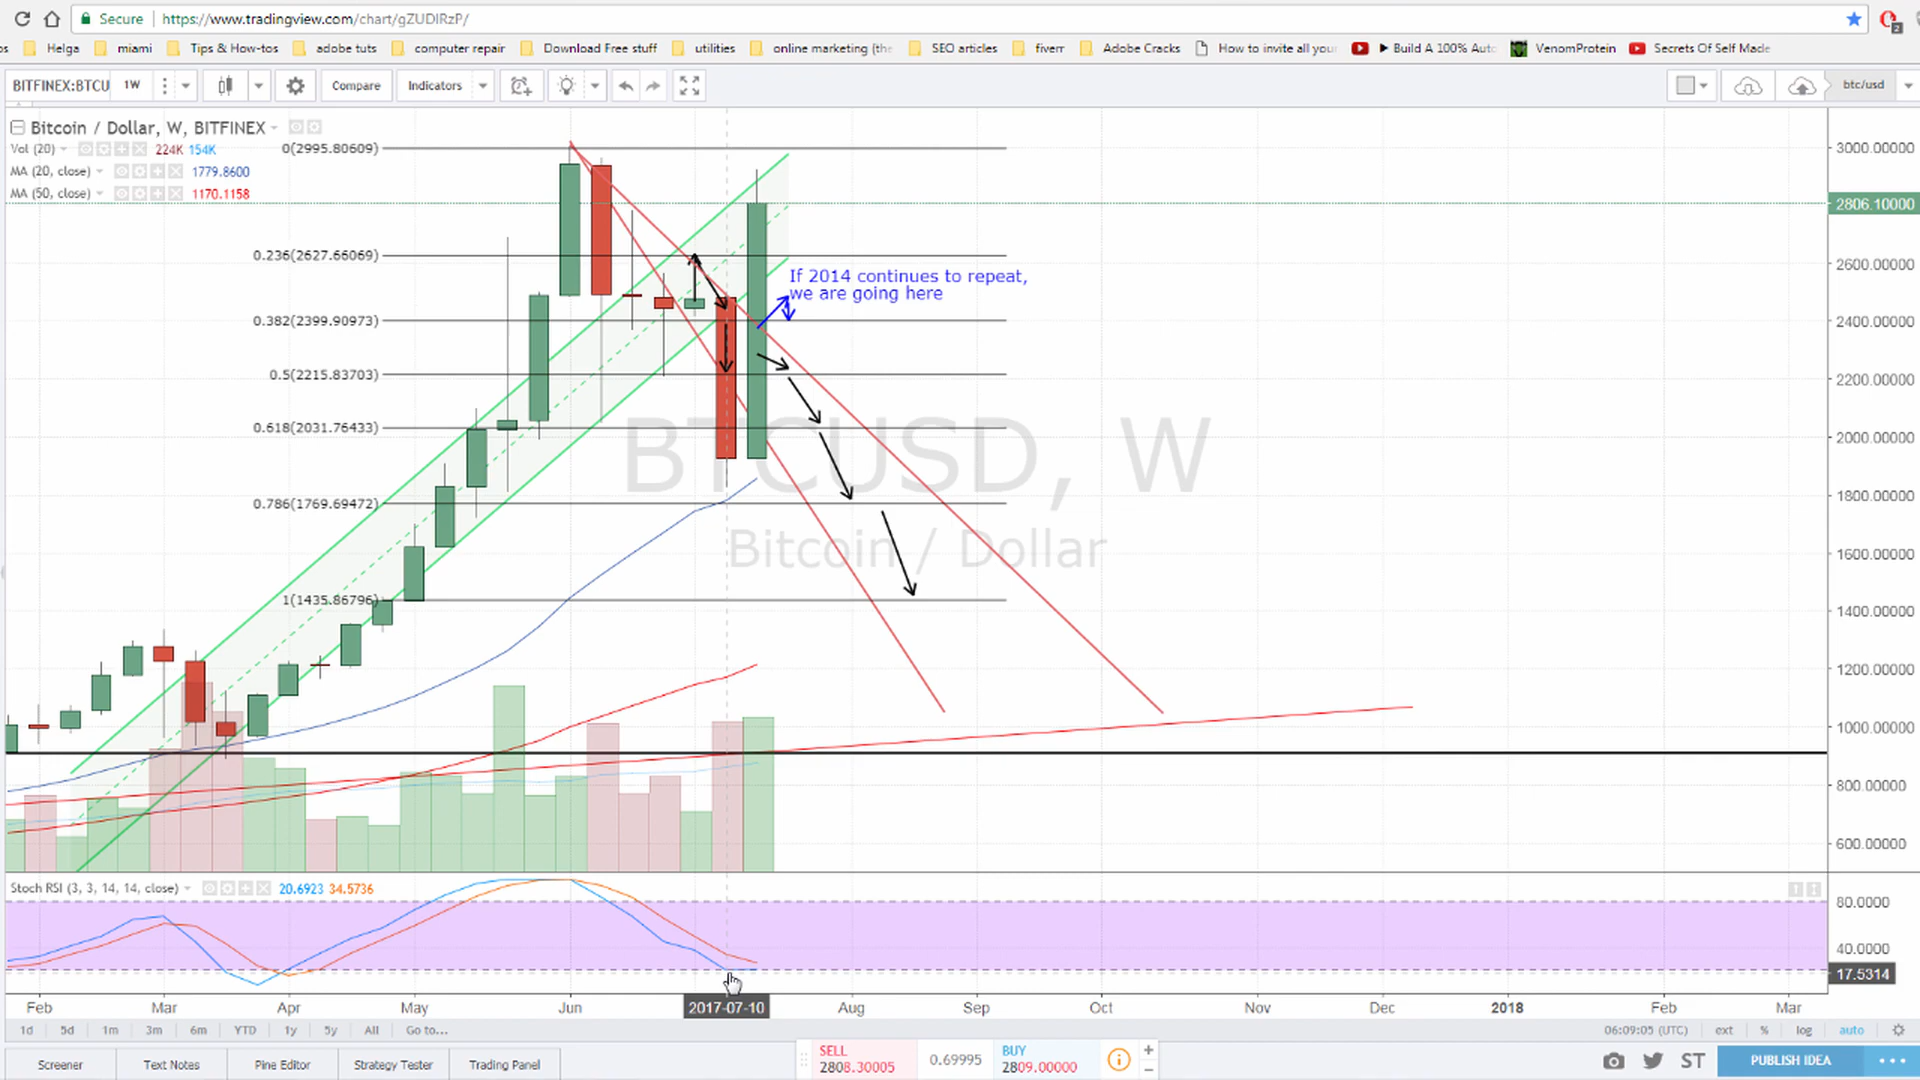 Secure https://www.tradingview.com/chart/gZUDlRzP/
Helga miami Tips & How-tos adobe tuts computer repair Download Free stuff utilities online marketing (the SEO articles fiverr Adobe Cracks How to invite all your Build A 100% Aut VenomProtein Secrets Of Self Made
BITFINEX:BTCU 1W Compare Indicators btc/usd
Bitcoin / Dollar, W, BITFINEX
Vol (20) 224K 154K
MA (20, close) 1779.8600
MA (50, close) 1170.1158
0(2995.80609)
0.236(2627.66069)
0.382(2399.90973)
0.5(2215.83703)
0.618(2031.76433)
0.786(1769.69472)
1(1435.86796)
If 2014 continues to repeat,
we are going here
BTCUSD, W
Bitcoin / Dollar
3000.00000
2806.10000
2600.00000
2400.00000
2200.00000
2000.00000
1800.00000
1600.00000
1400.00000
1200.00000
1000.00000
800.00000
600.00000
Stoch RSI (3, 3, 14, 14, close) 20.6923 34.5736
80.0000
40.0000
17.5314
Feb Mar Apr May Jun 2017-07-10 Aug Sep Oct Nov Dec 2018 Feb Mar
1d 5d 1m 3m 6m YTD 1y 5y All Go to... 06:09:05 (UTC) ext % log auto
Screener Text Notes Pine Editor Strategy Tester Trading Panel
SELL
2808.30005
0.69995
BUY
2809.00000
ST PUBLISH IDEA